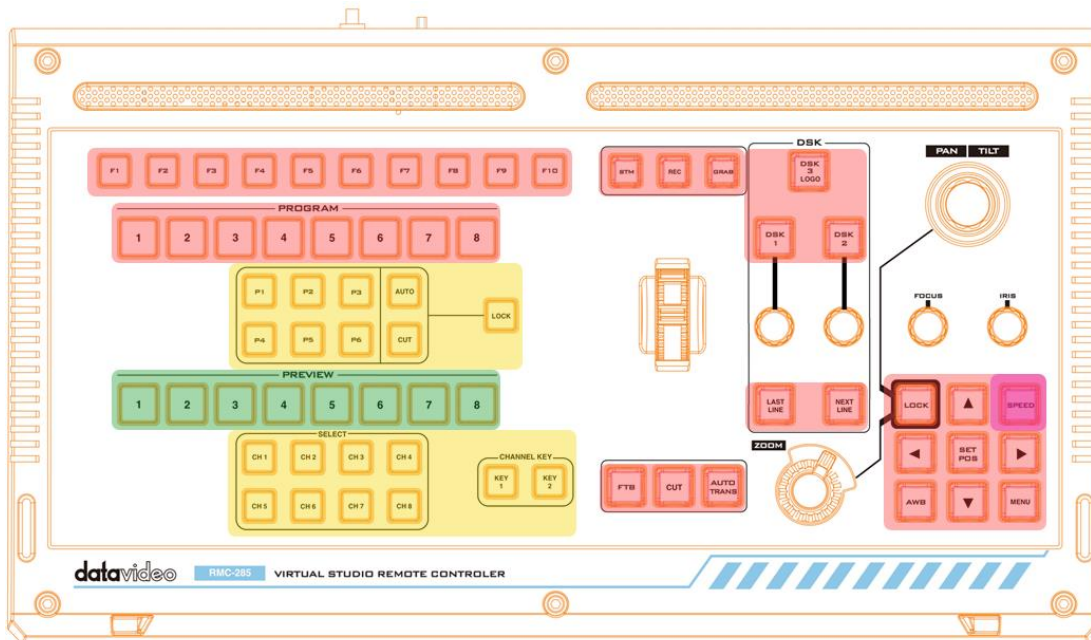 DSK
PAN TILT
F1 F2 F3 F4 F5 F6 F7 F8 F9 F10
STM REC GRAB
DSK
3
LOGO
PROGRAM
1 2 3 4 5 6 7 8
DSK
1
DSK
2
P1 P2 P3 AUTO
LOCK
P4 P5 P6 CUT
FOCUS IRIS
PREVIEW
1 2 3 4 5 6 7 8
LAST
LINE
NEXT
LINE
LOCK ▲ SPEED
SELECT
CH 1 CH 2 CH 3 CH 4
CH 5 CH 6 CH 7 CH 8
CHANNEL KEY
KEY
1
KEY
2
ZOOM
◀ SET
POS ▶
FTB CUT AUTO
TRANS
AWB ▼ MENU
datavideo RMC-285 VIRTUAL STUDIO REMOTE CONTROLER